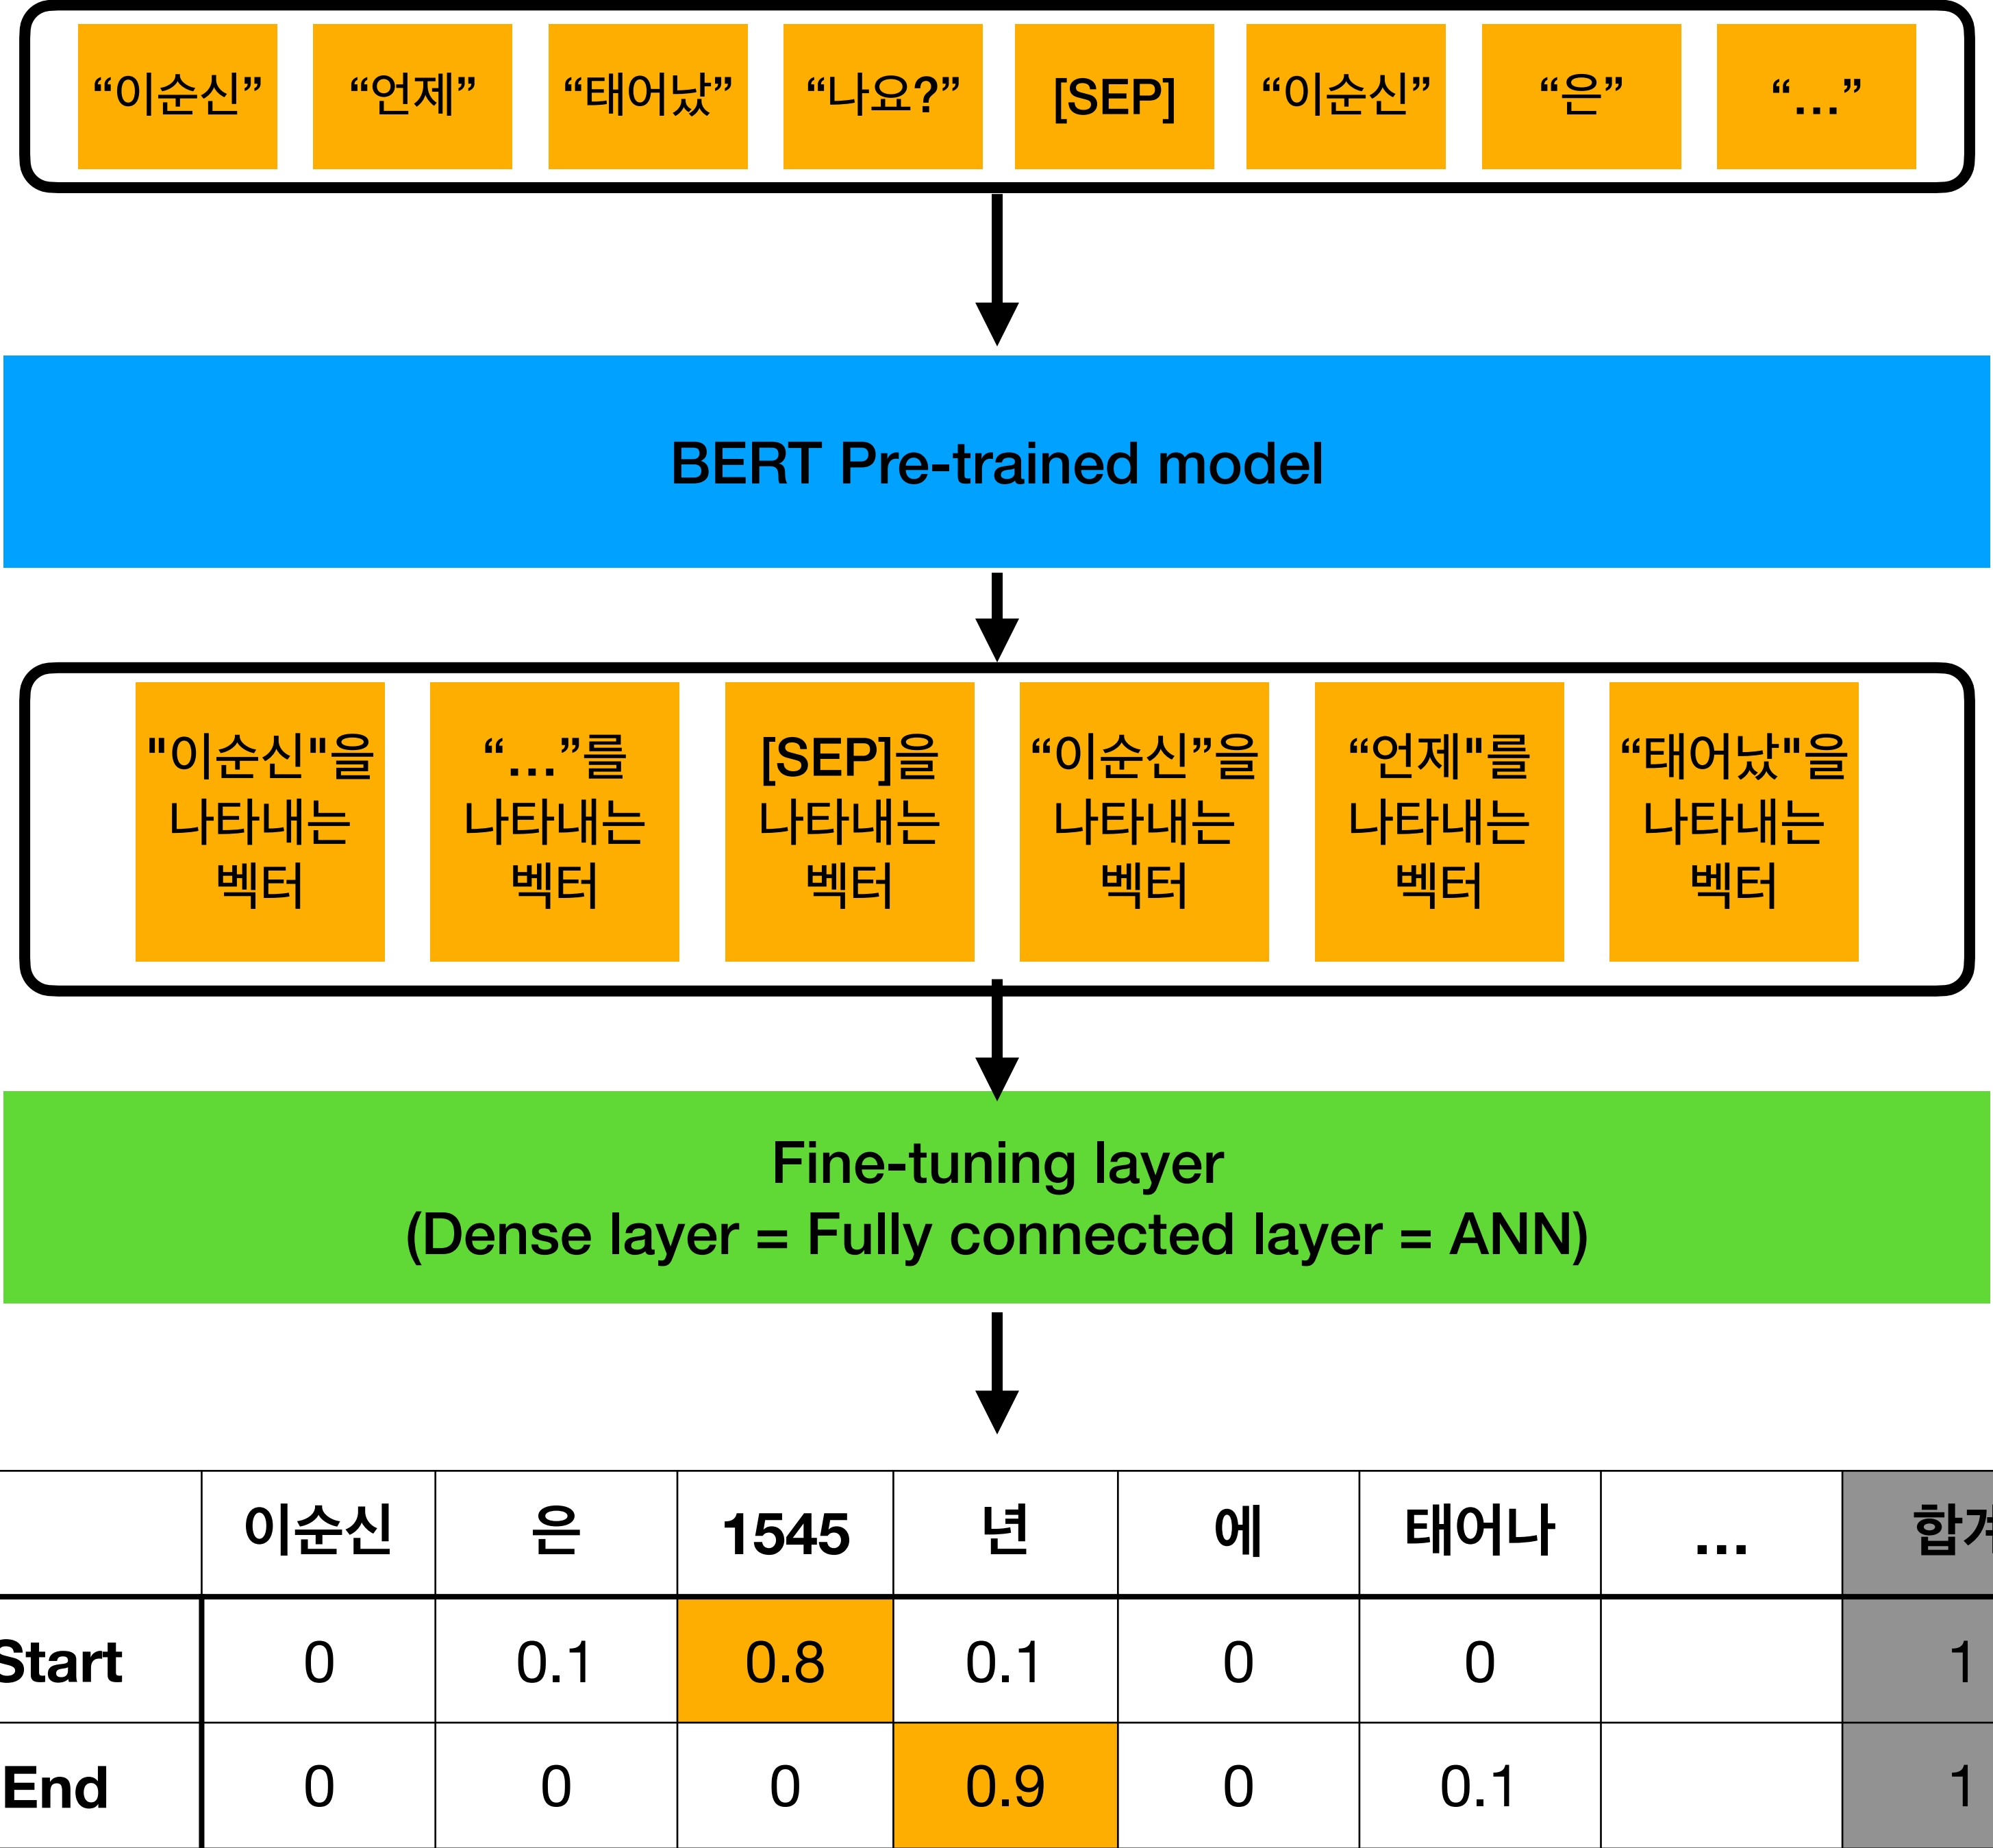 “이순신” “언제” “태어났” “나요?” [SEP] “이순신” “은” “...”
BERT Pre-trained model
"이순신"을 “...”를 [SEP]을 “이순신”을 “언제"를 “태어났"을
나타내는 나타내는 나타내는 나타내는 나타내는 나타내는
벡터 벡터 벡터 벡터 벡터 벡터
Fine-tuning layer
(Dense layer = Fully connected layer = ANN)
이순신 은 1545 년 에 태어나 ...
Start 0 0.1 0.8 0.1 0 0 1
End 0 0 0 0.9 0 0.1 1